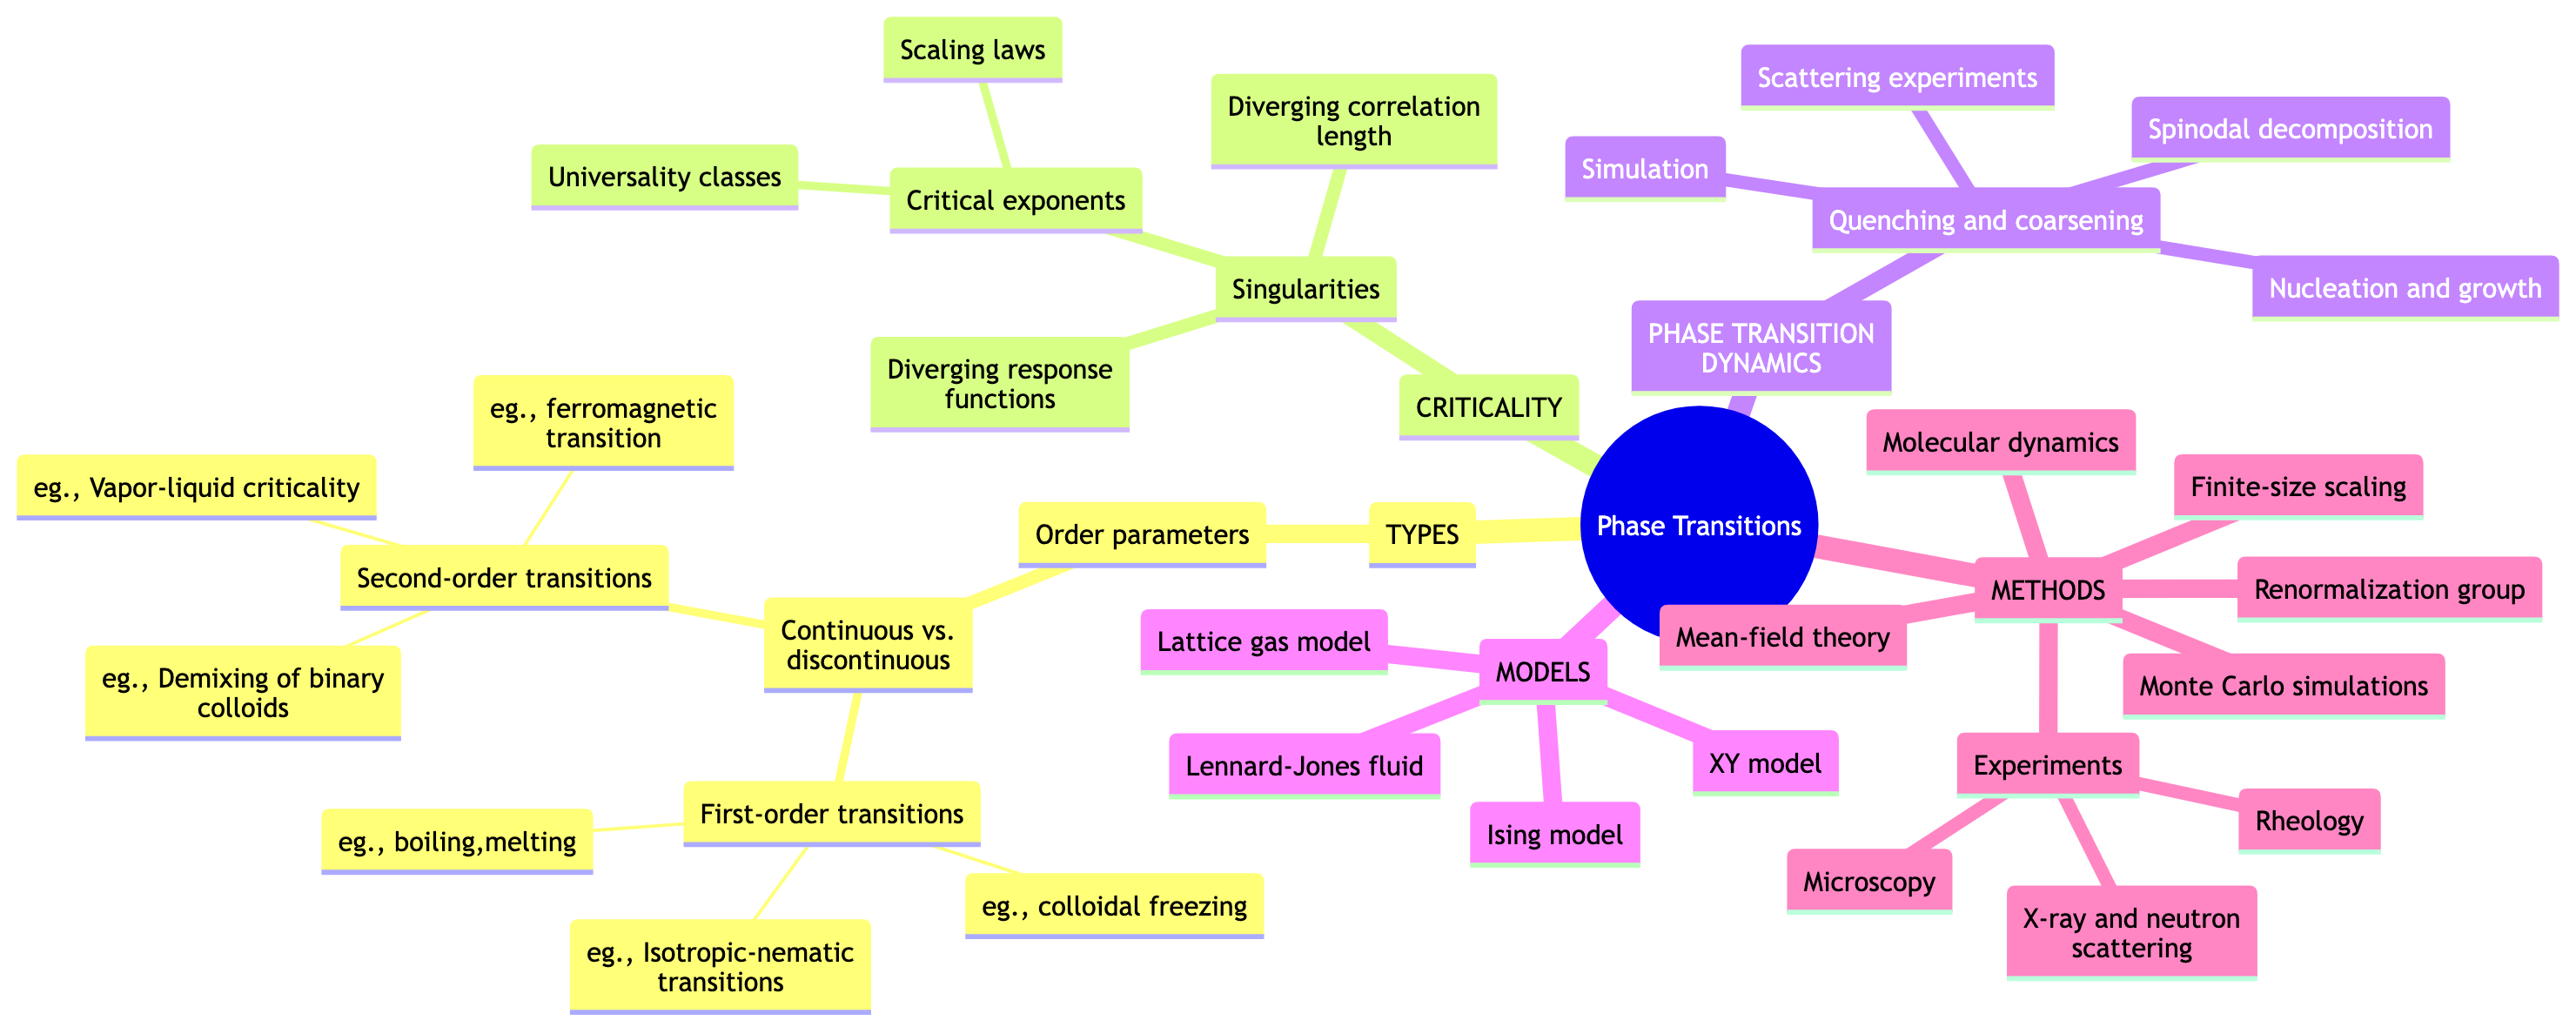 Scaling laws
Diverging correlation
length
Universality classes
Critical exponents
Singularities
Diverging response
functions
CRITICALITY
Scattering experiments
Spinodal decomposition
Simulation
Quenching and coarsening
Nucleation and growth
PHASE TRANSITION
DYNAMICS
Phase Transitions
eg., ferromagnetic
transition
eg., Vapor-liquid criticality
Second-order transitions
eg., Demixing of binary
colloids
Order parameters
TYPES
Continuous vs.
discontinuous
First-order transitions
eg., boiling,melting
eg., colloidal freezing
eg., Isotropic-nematic
transitions
Lattice gas model
MODELS
Lennard-Jones fluid
XY model
Ising model
Molecular dynamics
Finite-size scaling
METHODS
Renormalization group
Mean-field theory
Monte Carlo simulations
Experiments
Rheology
Microscopy
X-ray and neutron
scattering